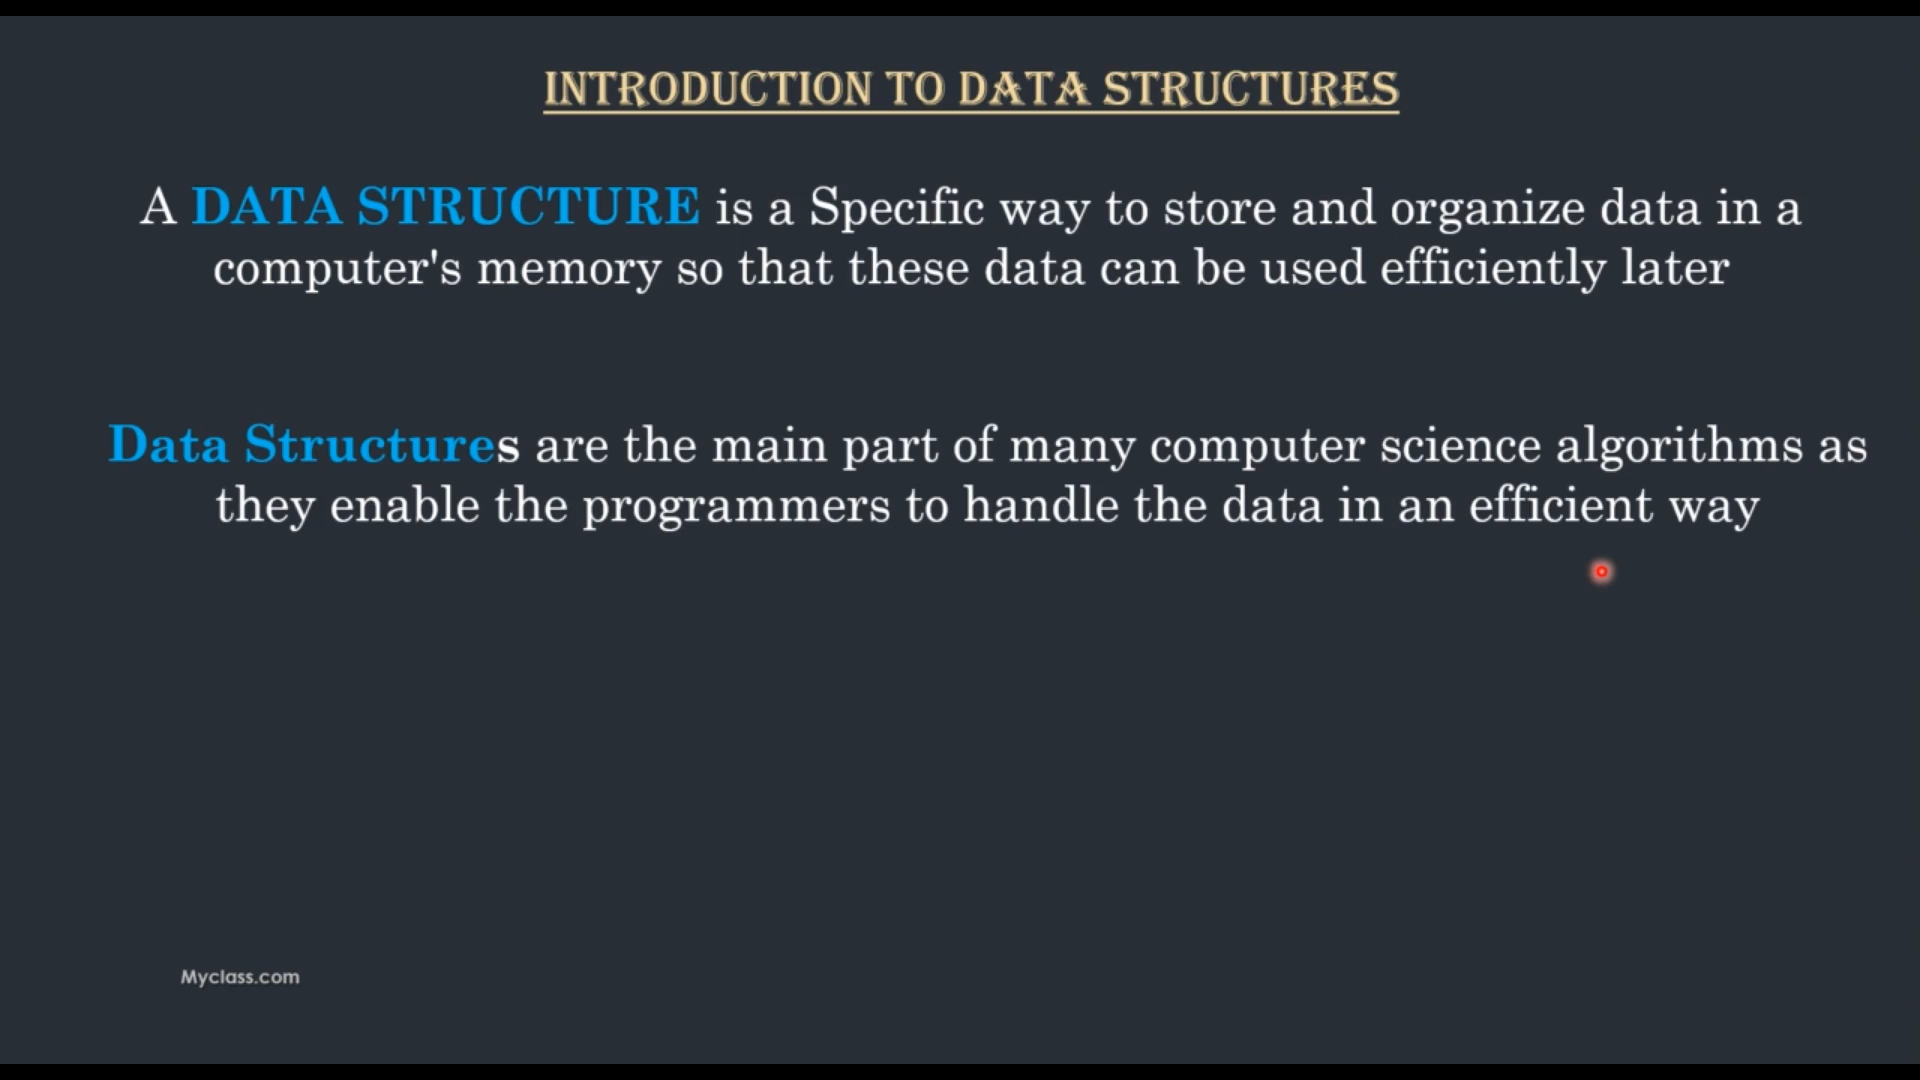 INTRODUCTION TO DATA STRUCTURES
A DATA STRUCTURE is a Specific way to store and organize data in a
computer's memory so that these data can be used efficiently later
Data Structures are the main part of many computer science algorithms as
they enable the programmers to handle the data in an efficient way
Myclass.com